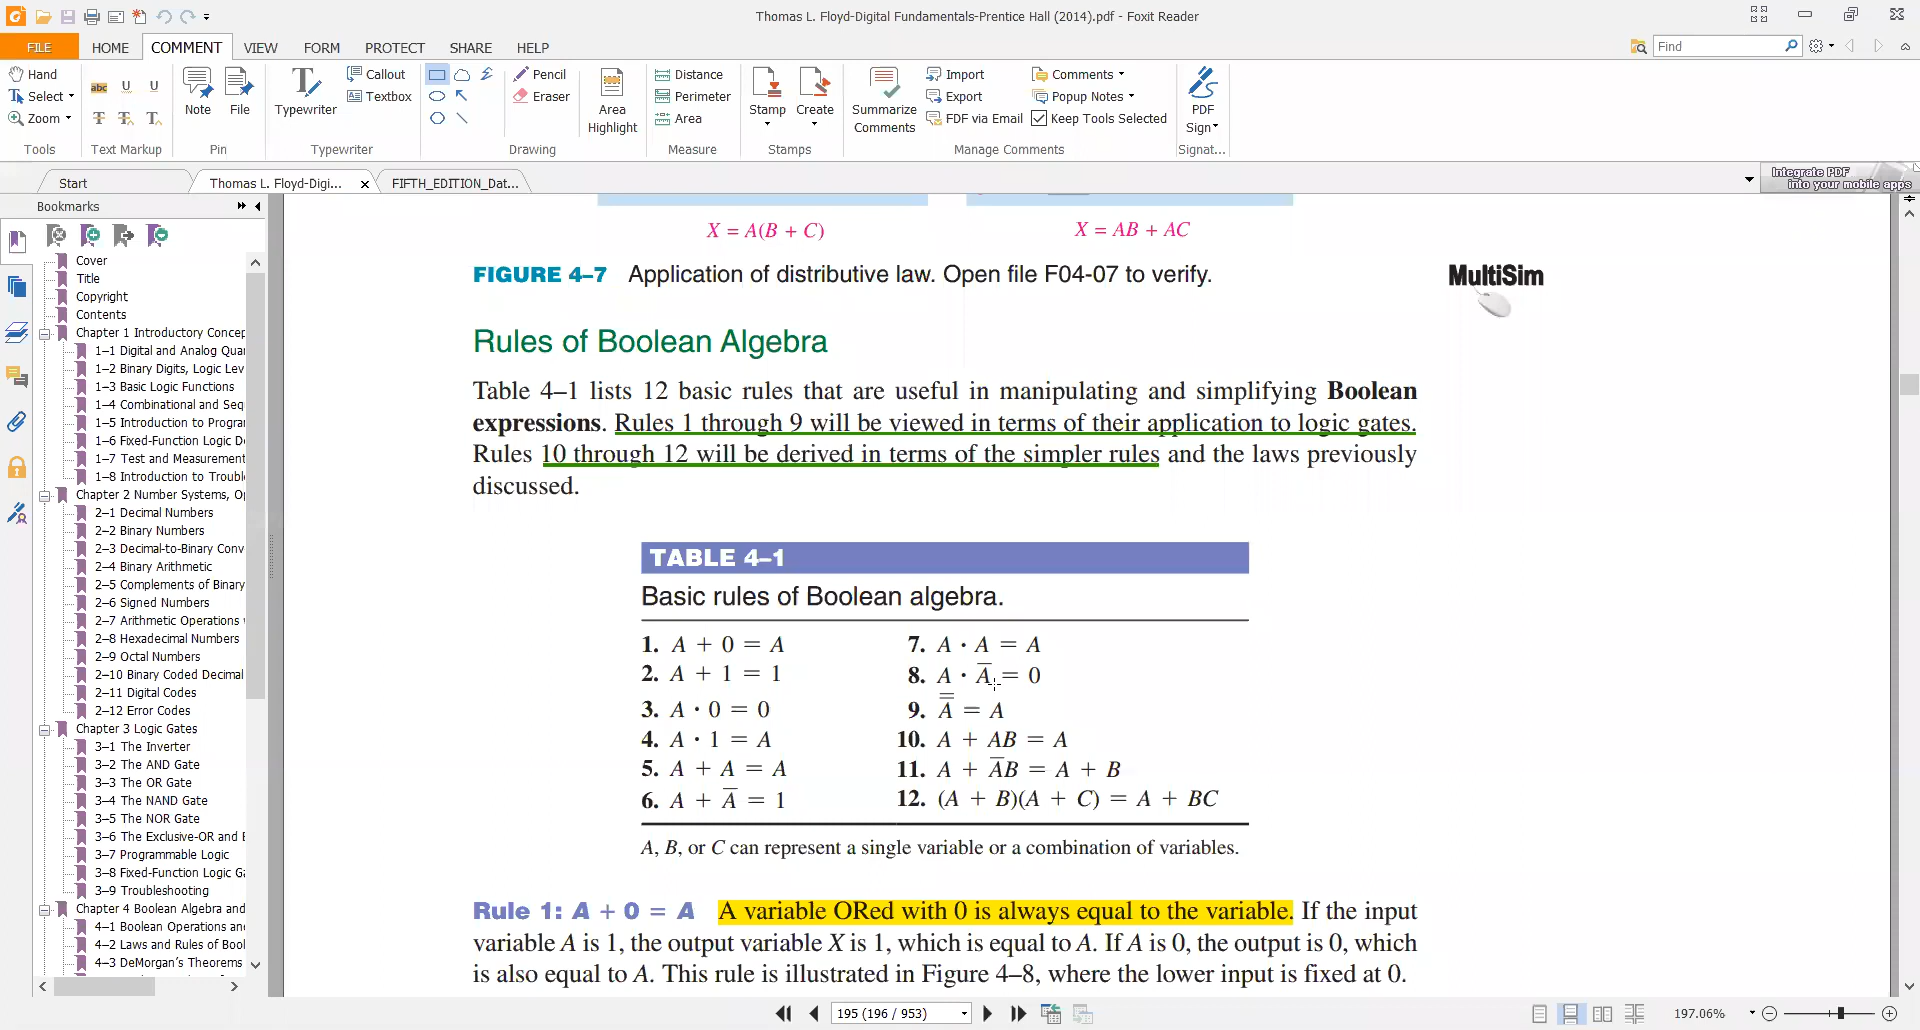 Thomas L. Floyd-Digital Fundamentals-Prentice Hall (2014).pdf - Foxit Reader
FILE HOME COMMENT VIEW FORM PROTECT SHARE HELP
Find
Hand
Select
Zoom
Tools
abc U U
T T T
Text Markup
Note
File
Pin
Typewriter
Callout
Textbox
Typewriter
Pencil
Eraser
Area
Highlight
Drawing
Distance
Perimeter
Area
Measure
Stamp
Create
Stamps
Summarize
Comments
Import
Export
FDF via Email
Comments
Popup Notes
Keep Tools Selected
Manage Comments
PDF
Sign
Signat...
Start
Thomas L. Floyd-Digi...
FIFTH_EDITION_Dat...
Integrate PDF
into your mobile apps
Bookmarks
Cover
Title
Copyright
Contents
Chapter 1 Introductory Concep
1–1 Digital and Analog Qua
1–2 Binary Digits, Logic Lev
1–3 Basic Logic Functions
1–4 Combinational and Seq
1–5 Introduction to Progra
1–6 Fixed-Function Logic D
1–7 Test and Measurement
1–8 Introduction to Troubl
Chapter 2 Number Systems, O
2–1 Decimal Numbers
2–2 Binary Numbers
2–3 Decimal-to-Binary Conv
2–4 Binary Arithmetic
2–5 Complements of Binary
2–6 Signed Numbers
2–7 Arithmetic Operations
2–8 Hexadecimal Numbers
2–9 Octal Numbers
2–10 Binary Coded Decimal
2–11 Digital Codes
2–12 Error Codes
Chapter 3 Logic Gates
3–1 The Inverter
3–2 The AND Gate
3–3 The OR Gate
3–4 The NAND Gate
3–5 The NOR Gate
3–6 The Exclusive-OR and E
3–7 Programmable Logic
3–8 Fixed-Function Logic G
3–9 Troubleshooting
Chapter 4 Boolean Algebra and
4–1 Boolean Operations an
4–2 Laws and Rules of Bool
4–3 DeMorgan's Theorems
X = A(B + C)
X = AB + AC
FIGURE 4–7 Application of distributive law. Open file F04-07 to verify.
MultiSim
Rules of Boolean Algebra
Table 4–1 lists 12 basic rules that are useful in manipulating and simplifying Boolean
expressions. Rules 1 through 9 will be viewed in terms of their application to logic gates.
Rules 10 through 12 will be derived in terms of the simpler rules and the laws previously
discussed.
TABLE 4–1
Basic rules of Boolean algebra.
1. A + 0 = A
2. A + 1 = 1
3. A · 0 = 0
4. A · 1 = A
5. A + A = A
6. A + A̅ = 1
7. A · A = A
8. A · A̅ = 0
9. A̿ = A
10. A + AB = A
11. A + A̅B = A + B
12. (A + B)(A + C) = A + BC
A, B, or C can represent a single variable or a combination of variables.
Rule 1: A + 0 = A A variable ORed with 0 is always equal to the variable. If the input
variable A is 1, the output variable X is 1, which is equal to A. If A is 0, the output is 0, which
is also equal to A. This rule is illustrated in Figure 4–8, where the lower input is fixed at 0.
195 (196 / 953)
197.06%